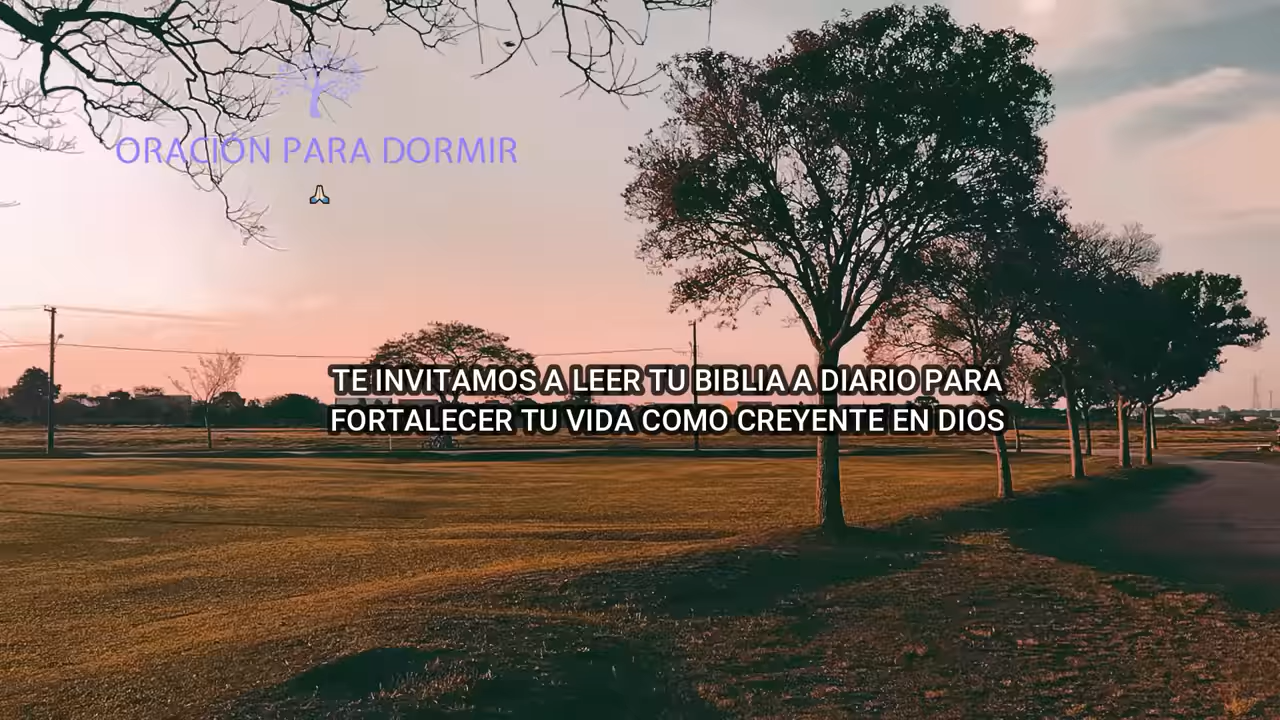 ORACIÓN PARA DORMIR
TE INVITAMOS A LEER TU BIBLIA A DIARIO PARA
FORTALECER TU VIDA COMO CREYENTE EN DIOS